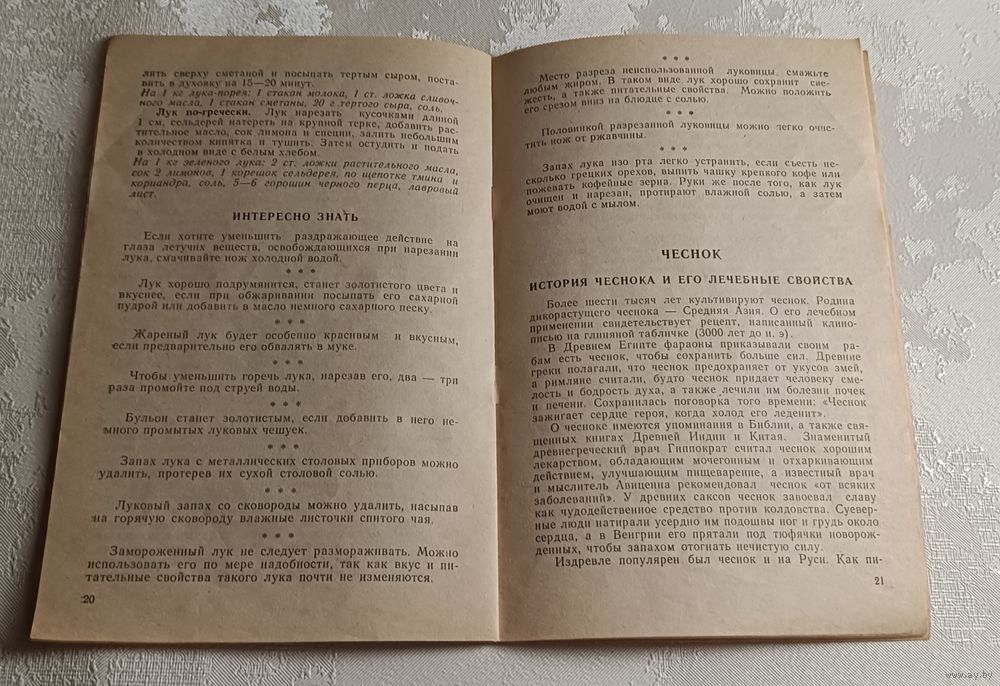 лять сверху сметаной и посыпать тертым сыром, поста-
вить в духовку на 15—20 минут.
На 1 кг лука-порея: 1 стакан молока, 1 ст. ложка сливоч-
ного масла, 1 стакан сметаны, 20 г тертого сыра, соль.
Лук по-гречески. Лук нарезать кусочками длиной
1 см, сельдерей натереть на крупной терке, добавить рас-
тительное масло, сок лимона и специи, залить небольшим
количеством кипятка и тушить. Затем остудить и подать
в холодном виде с белым хлебом.
На 1 кг зеленого лука: 2 ст. ложки растительного масла,
сок 2 лимонов, 1 корешок сельдерея, по щепотке тмина и
кориандра, соль, 5—6 горошин черного перца, лавровый
лист.
ИНТЕРЕСНО ЗНАТЬ
Если хотите уменьшить раздражающее действие на
глаза летучих веществ, освобождающихся при нарезании
лука, смачивайте нож холодной водой.
* * *
Лук хорошо подрумянится, станет золотистого цвета и
вкуснее, если при обжаривании посыпать его сахарной
пудрой или добавить в масло немного сахарного песку.
* * *
Жареный лук будет особенно красивым и вкусным,
если предварительно его обвалять в муке.
* * *
Чтобы уменьшить горечь лука, нарезав его, два — три
раза промойте под струей воды.
* * *
Бульон станет золотистым, если добавить в него не-
много промытых луковых чешуек.
* * *
Запах лука с металлических столовых приборов можно
удалить, протерев их сухой столовой солью.
* * *
Луковый запах со сковороды можно удалить, насыпав
на горячую сковороду влажные листочки спитого чая.
* * *
Замороженный лук не следует размораживать. Можно
использовать его по мере надобности, так как вкус и пи-
тательные свойства такого лука почти не изменяются.
20
* * *
Место разреза неиспользованной луковицы смажьте
любым жиром. В таком виде лук хорошо сохранит све-
жесть, а также питательные свойства. Можно положить
его срезом вниз на блюдце с солью.
* * *
Половинкой разрезанной луковицы можно легко очис-
тить нож от ржавчины.
* * *
Запах лука изо рта легко устранить, если съесть не-
сколько грецких орехов, выпить чашку крепкого кофе или
пожевать кофейные зерна. Руки же после того, как лук
очищен и нарезан, протирают влажной солью, а затем
моют водой с мылом.
ЧЕСНОК
ИСТОРИЯ ЧЕСНОКА И ЕГО ЛЕЧЕБНЫЕ СВОЙСТВА
Более шести тысяч лет культивируют чеснок. Родина
дикорастущего чеснока — Средняя Азия. О его лечебном
применении свидетельствует рецепт, написанный клино-
писью на глиняной табличке (3000 лет до н. э).
В Древнем Египте фараоны приказывали своим ра-
бам есть чеснок, чтобы сохранить больше сил. Древние
греки полагали, что чеснок предохраняет от укусов змей,
а римляне считали, будто чеснок придает человеку сме-
лость и бодрость духа, а также лечили им болезни почек
и печени. Сохранилась поговорка того времени: «Чеснок
зажигает сердце героя, когда холод его леденит».
О чесноке имеются упоминания в Библии, а также свя-
щенных книгах Древней Индии и Китая. Знаменитый
древнегреческий врач Гиппократ считал чеснок хорошим
лекарством, обладающим мочегонным и отхаркивающим
действием, улучшающим пищеварение, а известный врач
и мыслитель Авиценна рекомендовал чеснок «от всяких
заболеваний». У древних саксов чеснок завоевал славу
как чудодейственное средство против колдовства. Суевер-
ные люди натирали усердно им подошвы ног и грудь около
сердца, а в Венгрии его прятали под тюфячки новорож-
денных, чтобы запахом отогнать нечистую силу.
Издревле популярен был чеснок и на Руси. Как пи-
21
www.ay.by